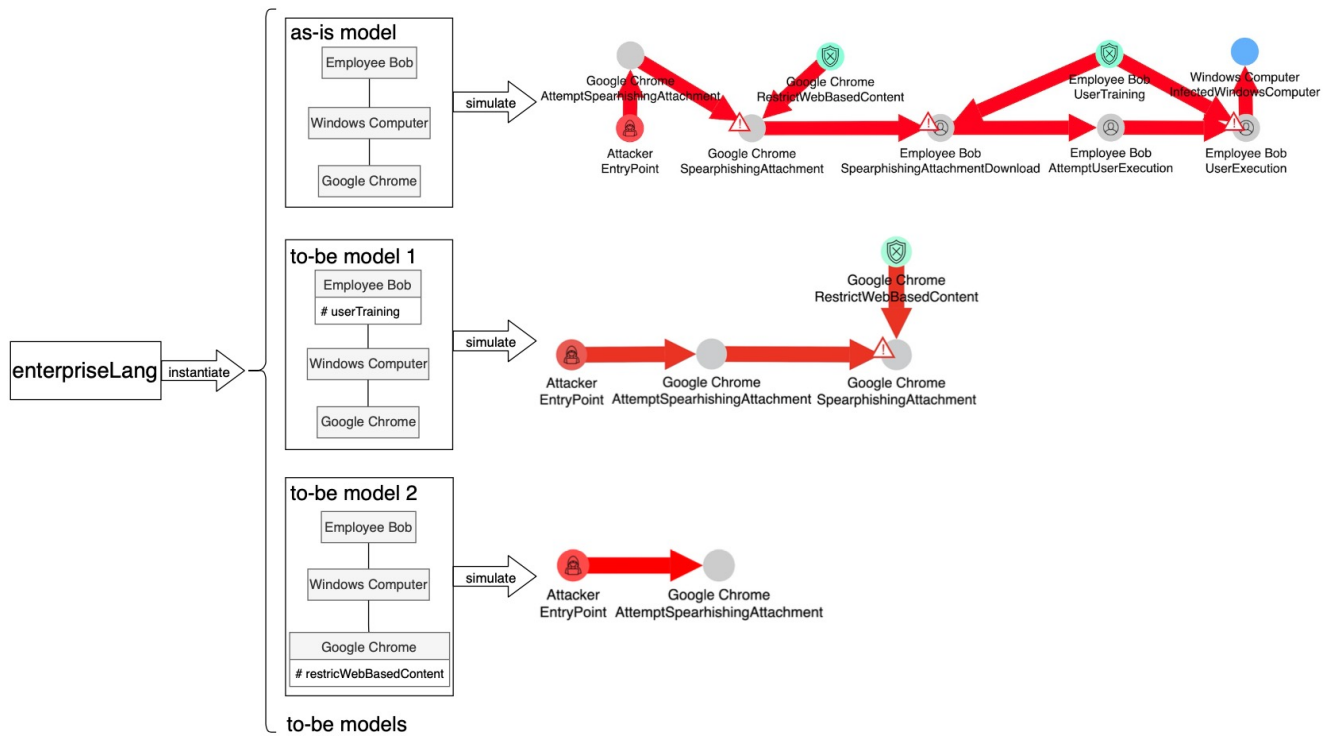 as-is model
Employee Bob
Windows Computer
Google Chrome
simulate
Google Chrome
AttemptSpearhishingAttachment
Google Chrome
RestrictWebBasedContent
Employee Bob
UserTraining
Windows Computer
InfectedWindowsComputer
Attacker
EntryPoint
Google Chrome
SpearphishingAttachment
Employee Bob
SpearphishingAttachmentDownload
Employee Bob
AttemptUserExecution
Employee Bob
UserExecution
enterpriseLang
instantiate
to-be model 1
Employee Bob
# userTraining
Windows Computer
Google Chrome
simulate
Google Chrome
RestrictWebBasedContent
Attacker
EntryPoint
Google Chrome
AttemptSpearhishingAttachment
Google Chrome
SpearphishingAttachment
to-be model 2
Employee Bob
Windows Computer
Google Chrome
# restricWebBasedContent
simulate
Attacker
EntryPoint
Google Chrome
AttemptSpearhishingAttachment
to-be models